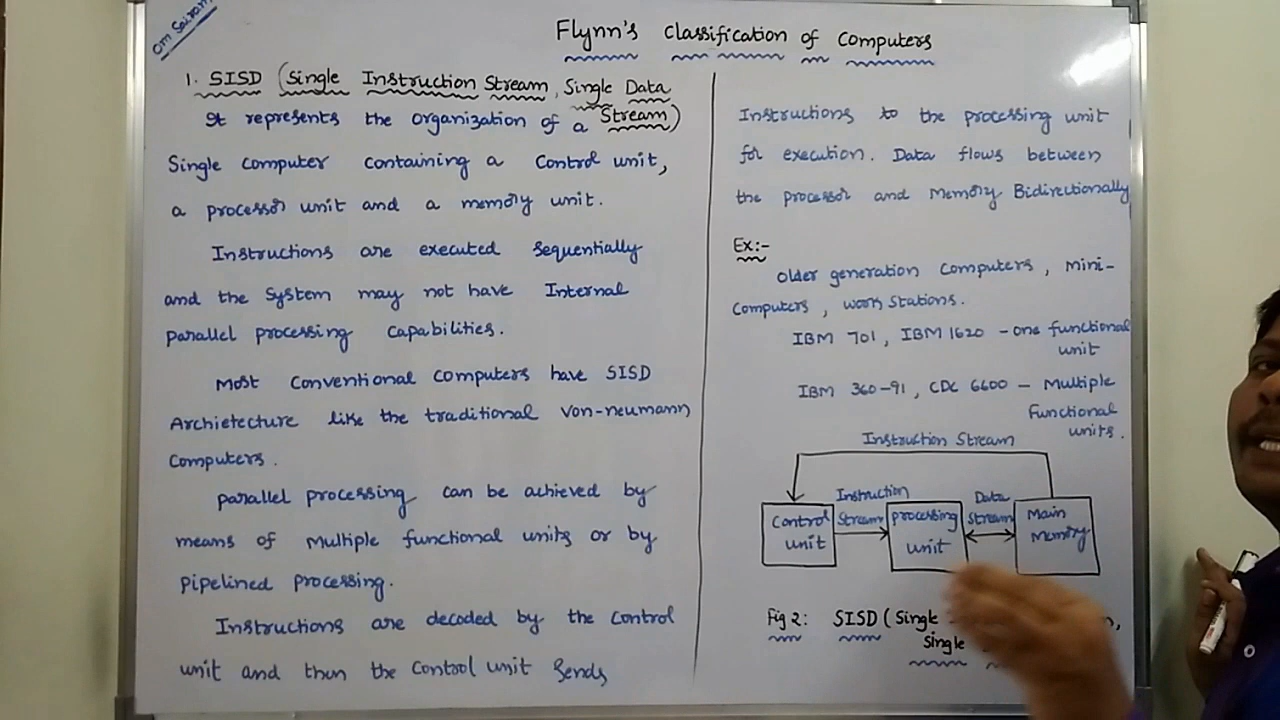 Om Sairam
Flynn's Classification of Computers
1. SISD (Single Instruction Stream, Single Data
Stream)
It represents the organization of a
Single Computer containing a Control unit,
a processor unit and a memory unit.
Instructions are executed Sequentially
and the System may not have Internal
parallel processing capabilities.
Most Conventional Computers have SISD
Archietecture like the traditional Von-neumann
Computers.
parallel processing can be achieved by
means of Multiple functional units or by
pipelined processing.
Instructions are decoded by the Control
unit and then the Control unit Sends
Instructions to the processing unit
for execution. Data flows between
the processor and Memory Bidirectionally
Ex:-
Older generation Computers, mini-
Computers, work Stations.
IBM 701, IBM 1620 - one functional
unit
IBM 360-91, CDC 6600 - Multiple
Functional
units.
Instruction Stream
Instruction
Stream
Data
Stream
Control
unit
processing
unit
Main
Memory
Fig 2: SISD (Single
Single